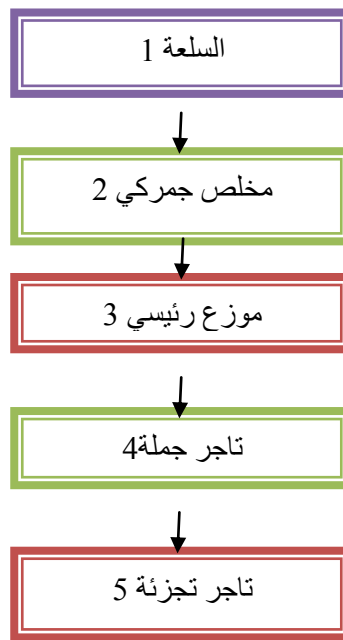 السلعة 1
مخلص جمركي 2
موزع رئيسي 3
تاجر جملة4
تاجر تجزئة 5